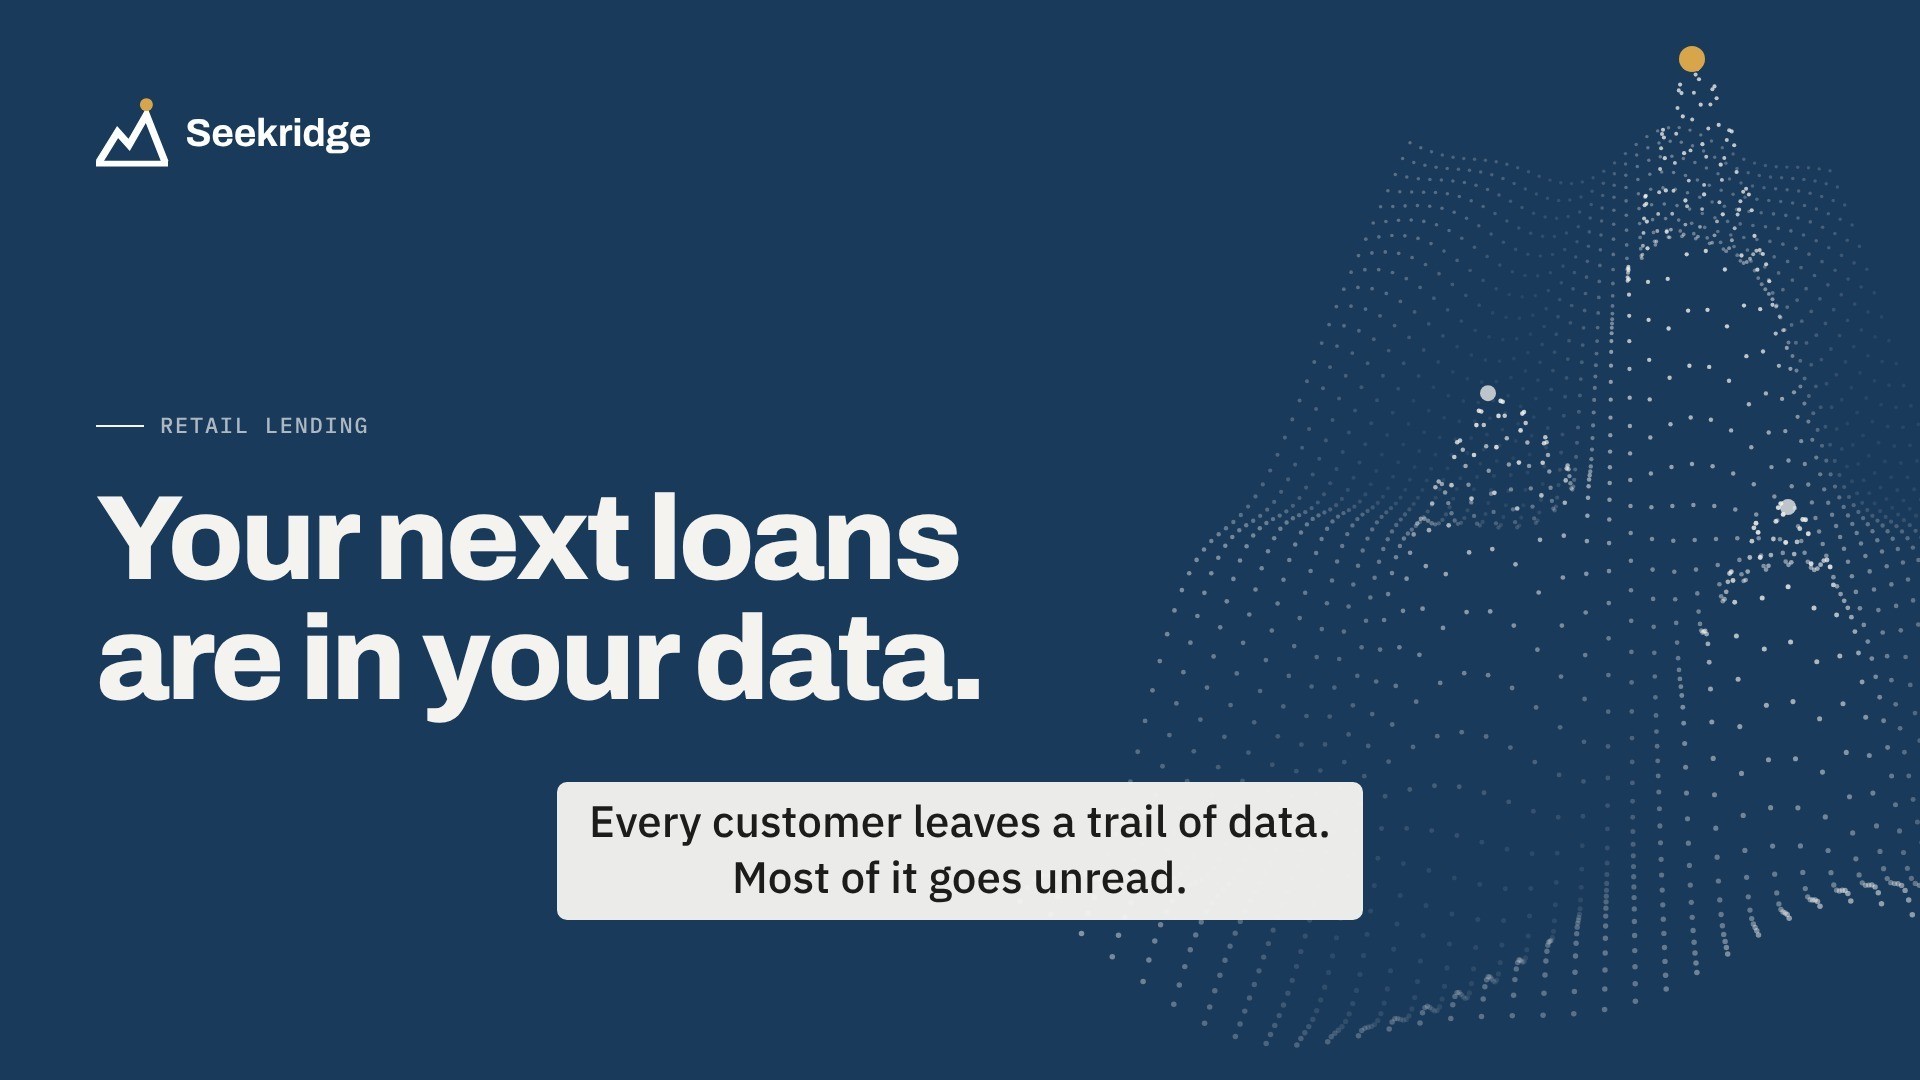 Seekridge
RETAIL LENDING
Your next loans
are in your data.
Every customer leaves a trail of data.
Most of it goes unread.